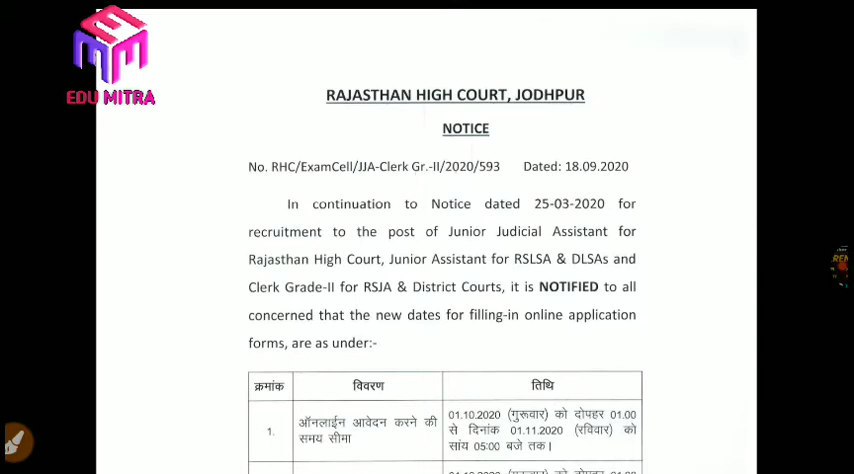 EDU MITRA
RAJASTHAN HIGH COURT, JODHPUR
NOTICE
No. RHC/ExamCell/JJA-Clerk Gr.-II/2020/593 Dated: 18.09.2020
In continuation to Notice dated 25-03-2020 for
recruitment to the post of Junior Judicial Assistant for
Rajasthan High Court, Junior Assistant for RSLSA & DLSAs and
Clerk Grade-II for RSJA & District Courts, it is NOTIFIED to all
concerned that the new dates for filling-in online application
forms, are as under:-
क्रमांक विवरण तिथि
1. ऑनलाईन आवेदन करने की समय सीमा
01.10.2020 (गुरूवार) को दोपहर 01.00
से दिनांक 01.11.2020 (रविवार) को
सांय 05:00 बजे तक।